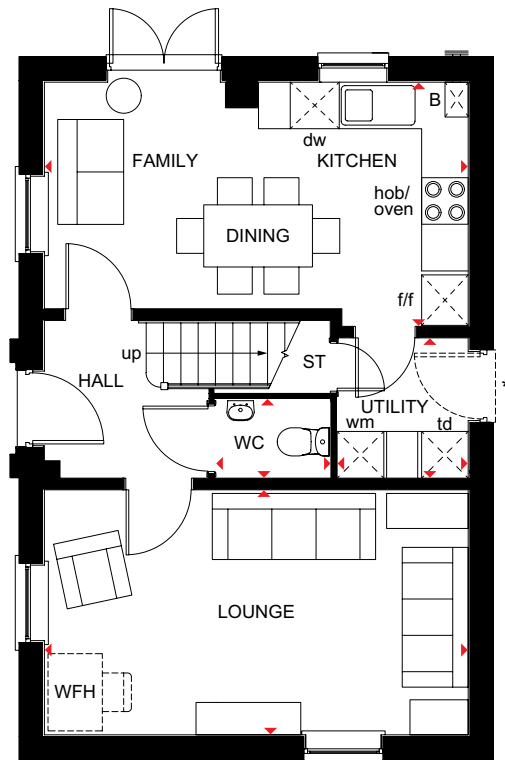 B
dw
FAMILY
KITCHEN
hob/
oven
DINING
f/f
up
ST
HALL
UTILITY
WC
wm
td
LOUNGE
WFH